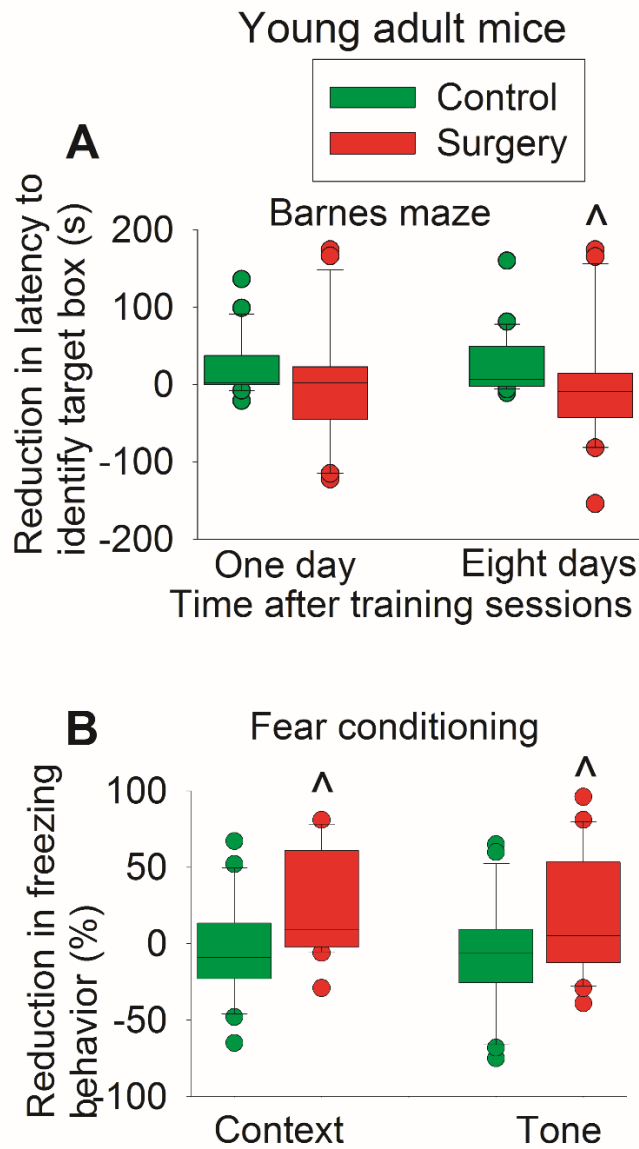 Young adult mice
Control
Surgery
A
Barnes maze
^
Reduction in latency to
identify target box (s)
200
100
0
-100
-200
One day
Eight days
Time after training sessions
B
Fear conditioning
^
^
Reduction in freezing
behavior (%)
100
50
0
-50
-100
Context
Tone